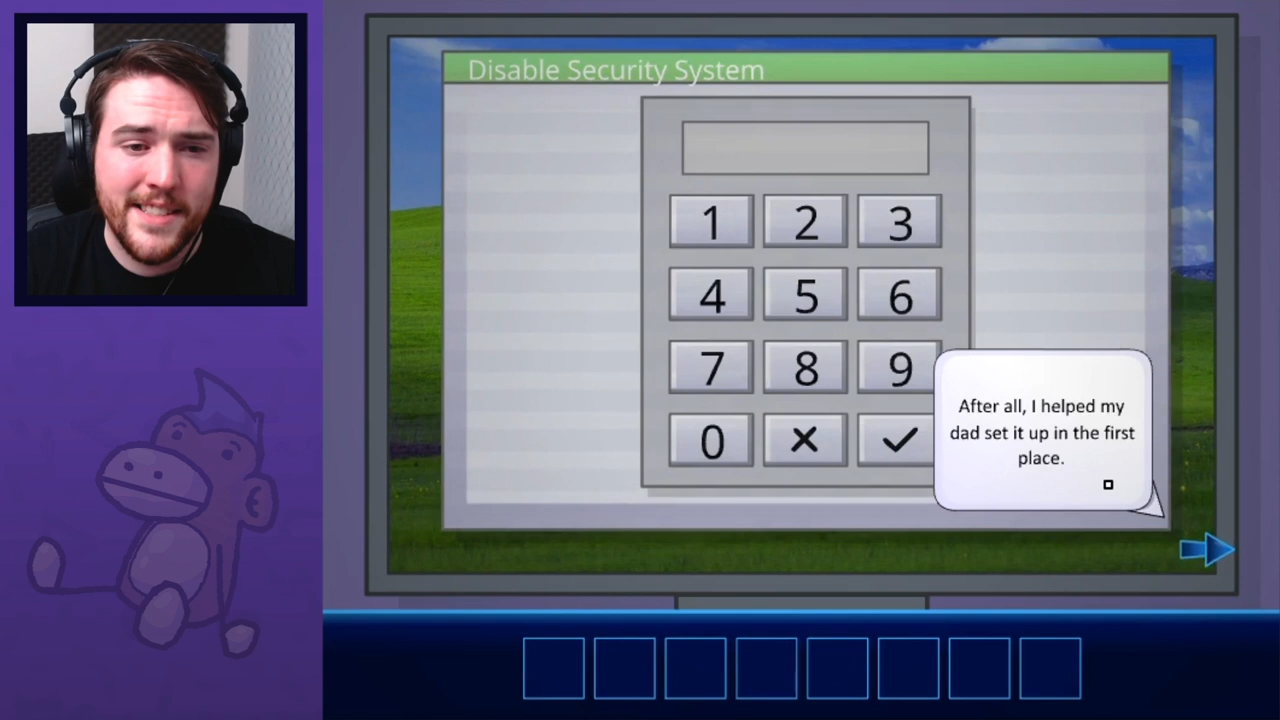 Disable Security System
1 2 3
4 5 6
7 8 9
0
After all, I helped my
dad set it up in the first
place.